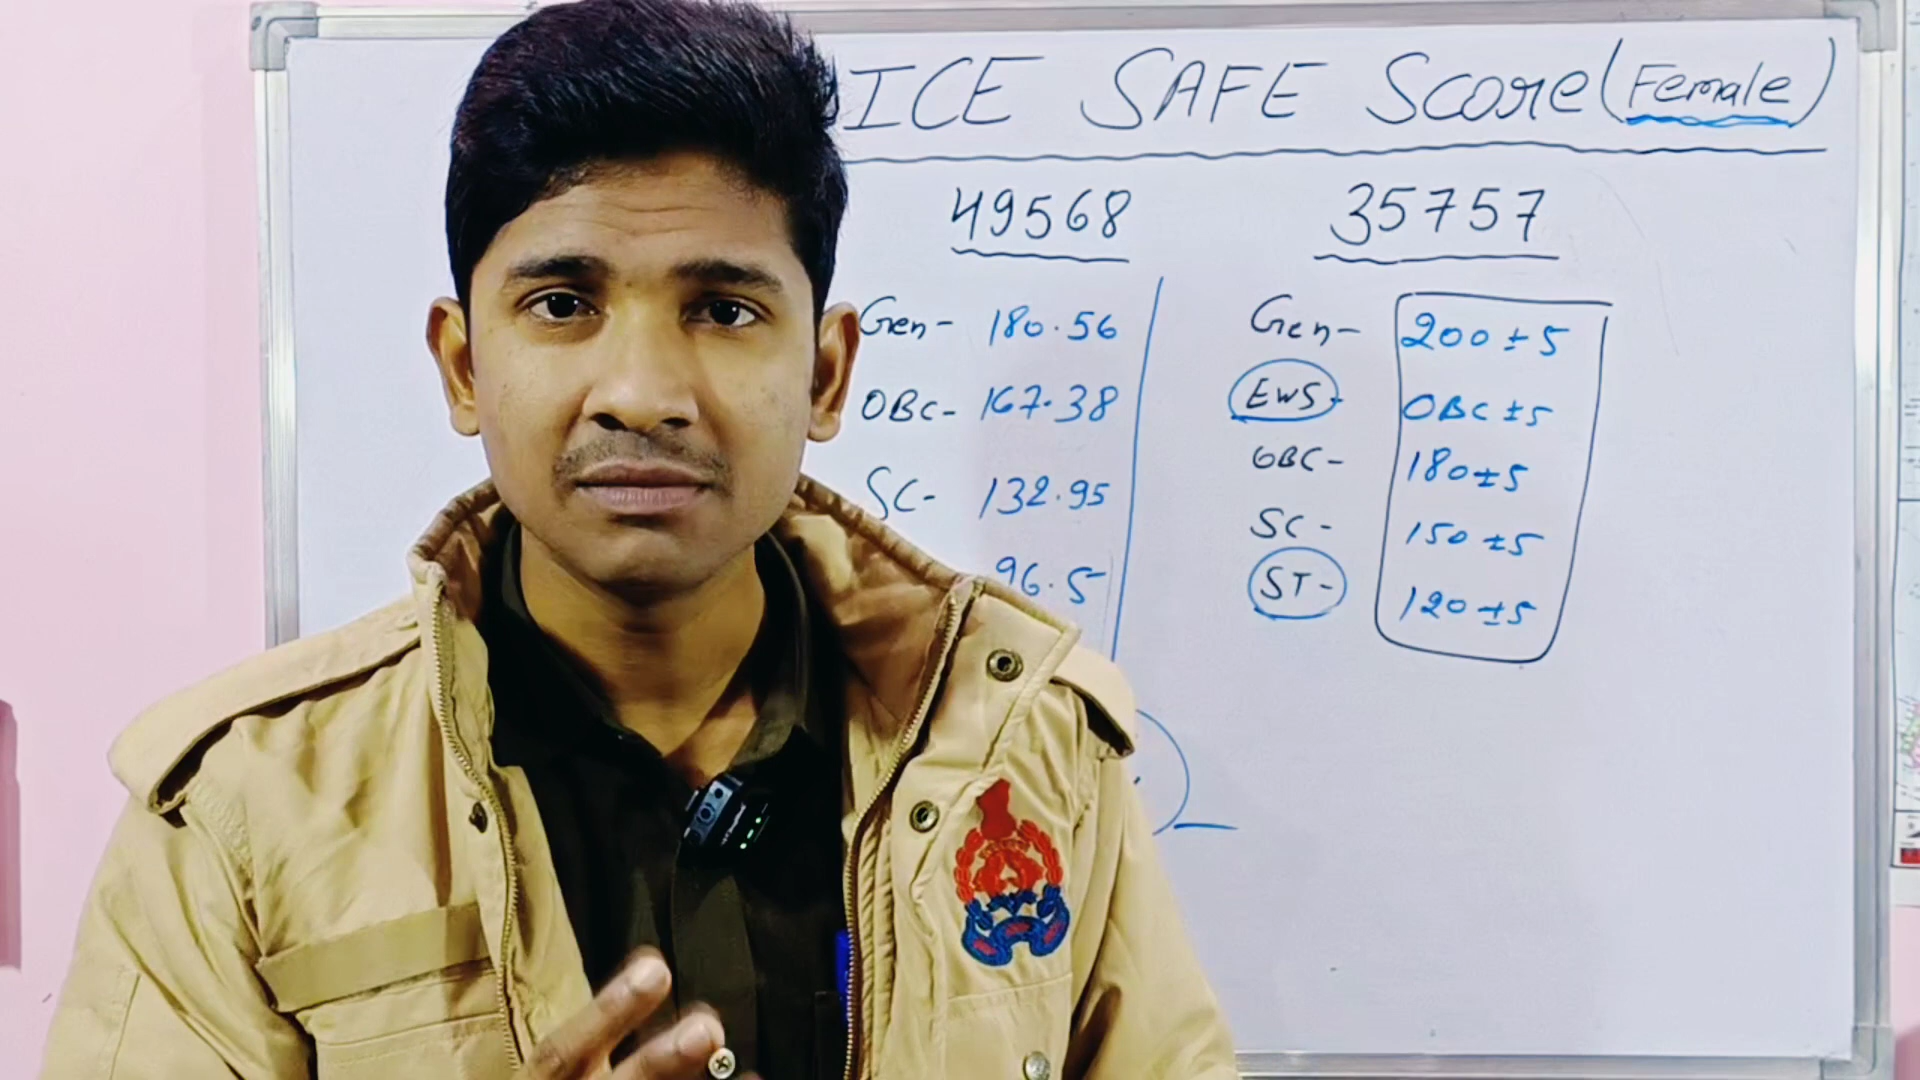 ICE SAFE Score (Female)
49568
Gen- 180.56
OBC- 167.38
SC- 132.95
96.5
35757
Gen- 200±5
EWS- OBC±5
OBC- 180±5
SC- 150±5
ST- 120±5